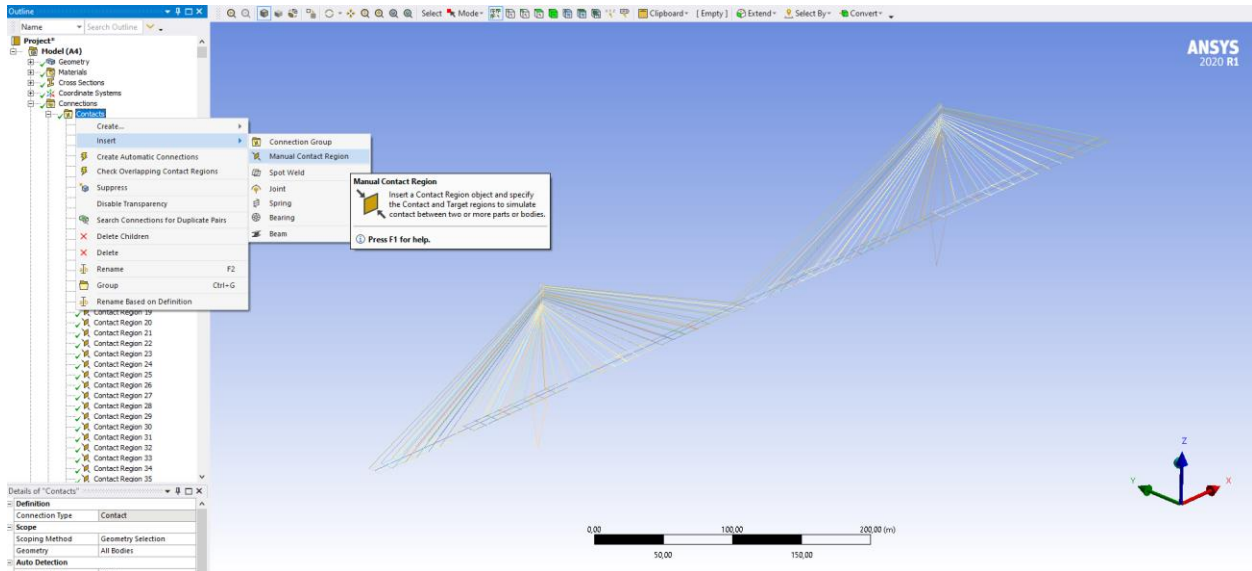 Outline
Name Search Outline
Select Mode Clipboard [ Empty ] Extend Select By Convert
Project*
Model (A4)
Geometry
Materials
Cross Sections
Coordinate Systems
Connections
Contacts
Create...
Insert
Create Automatic Connections
Check Overlapping Contact Regions
Suppress
Disable Transparency
Search Connections for Duplicate Pairs
Delete Children
Delete
Rename F2
Group Ctrl+G
Rename Based on Definition
Connection Group
Manual Contact Region
Spot Weld
Joint
Spring
Bearing
Beam
Manual Contact Region
Insert a Contact Region object and specify
the Contact and Target regions to simulate
contact between two or more parts or bodies.
Press F1 for help.
Contact Region 19
Contact Region 20
Contact Region 21
Contact Region 22
Contact Region 23
Contact Region 24
Contact Region 25
Contact Region 26
Contact Region 27
Contact Region 28
Contact Region 29
Contact Region 30
Contact Region 31
Contact Region 32
Contact Region 33
Contact Region 34
Contact Region 35
Details of "Contacts"
Definition
Connection Type Contact
Scope
Scoping Method Geometry Selection
Geometry All Bodies
Auto Detection
ANSYS
2020 R1
Z
Y
X
0,00 100,00 200,00 (m)
50,00 150,00